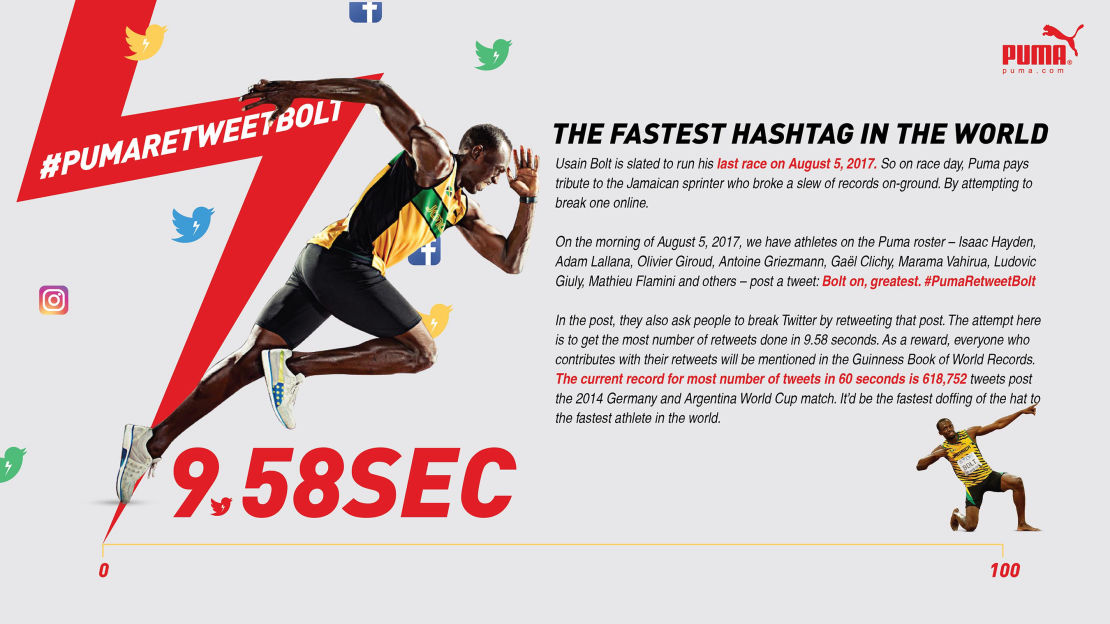 PUMA®
puma.com
#PUMARETWEETBOLT
THE FASTEST HASHTAG IN THE WORLD
Usain Bolt is slated to run his last race on August 5, 2017. So on race day, Puma pays
tribute to the Jamaican sprinter who broke a slew of records on-ground. By attempting to
break one online.
On the morning of August 5, 2017, we have athletes on the Puma roster – Isaac Hayden,
Adam Lallana, Olivier Giroud, Antoine Griezmann, Gaël Clichy, Marama Vahirua, Ludovic
Giuly, Mathieu Flamini and others – post a tweet: Bolt on, greatest. #PumaRetweetBolt
In the post, they also ask people to break Twitter by retweeting that post. The attempt here
is to get the most number of retweets done in 9.58 seconds. As a reward, everyone who
contributes with their retweets will be mentioned in the Guinness Book of World Records.
The current record for most number of tweets in 60 seconds is 618,752 tweets post
the 2014 Germany and Argentina World Cup match. It'd be the fastest doffing of the hat to
the fastest athlete in the world.
BOLT
9.58SEC
0
100